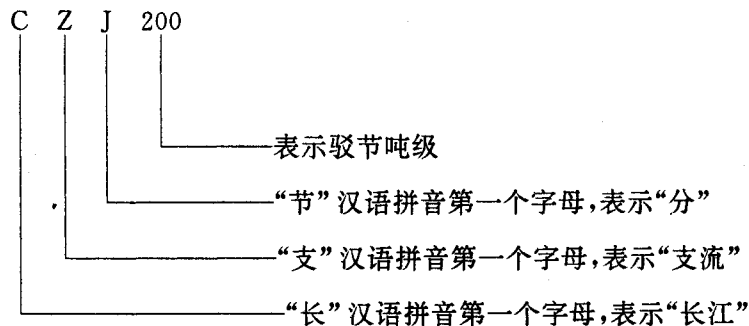 C Z J 200
表示驳节吨级
“节”汉语拼音第一个字母,表示“分”
“支”汉语拼音第一个字母,表示“支流”
“长”汉语拼音第一个字母,表示“长江”